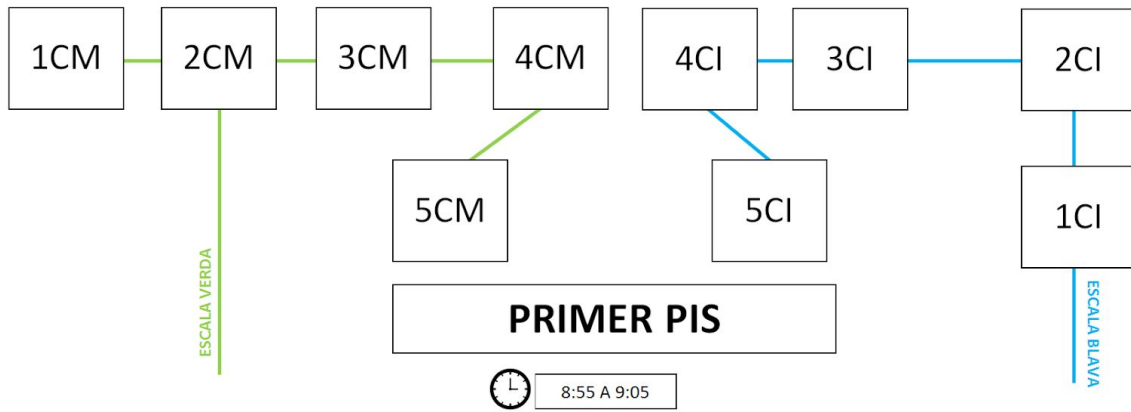 1CM
2CM
3CM
4CM
4CI
3CI
2CI
5CM
5CI
1CI
ESCALA VERDA
ESCALA BLAVA
PRIMER PIS
8:55 A 9:05